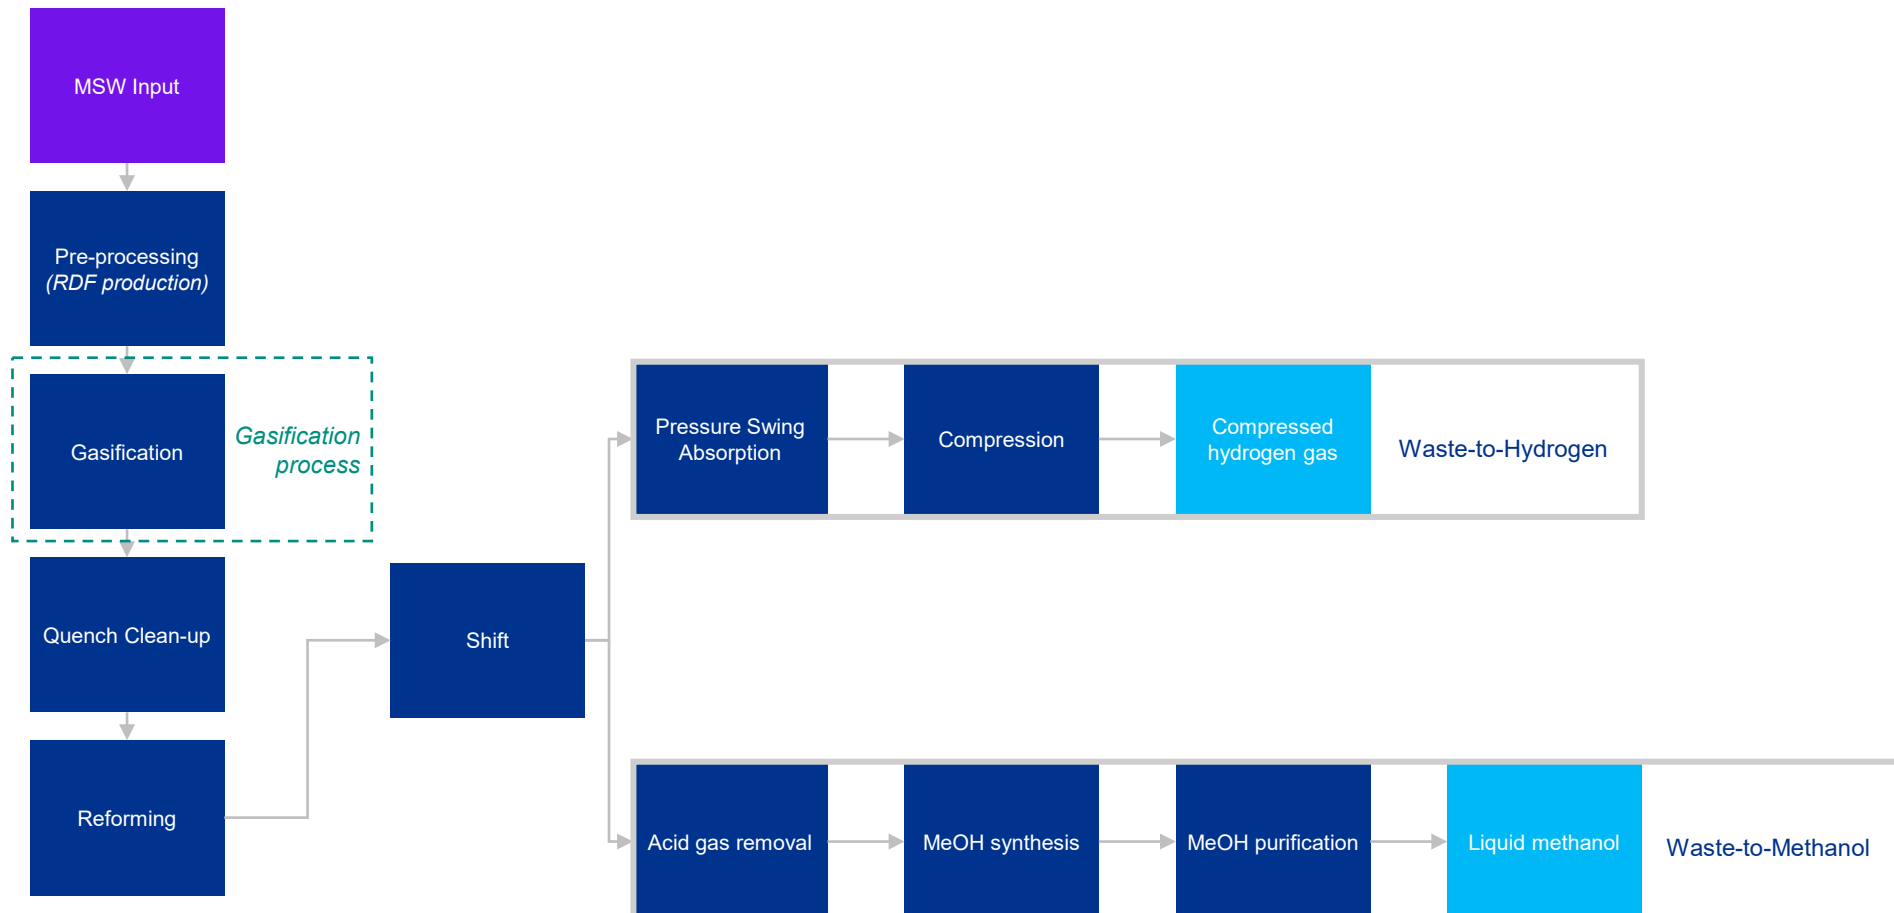 MSW Input
Pre-processing
(RDF production)
Gasification
Gasification
process
Quench Clean-up
Reforming
Shift
Pressure Swing
Absorption
Compression
Compressed
hydrogen gas
Waste-to-Hydrogen
Acid gas removal
MeOH synthesis
MeOH purification
Liquid methanol
Waste-to-Methanol